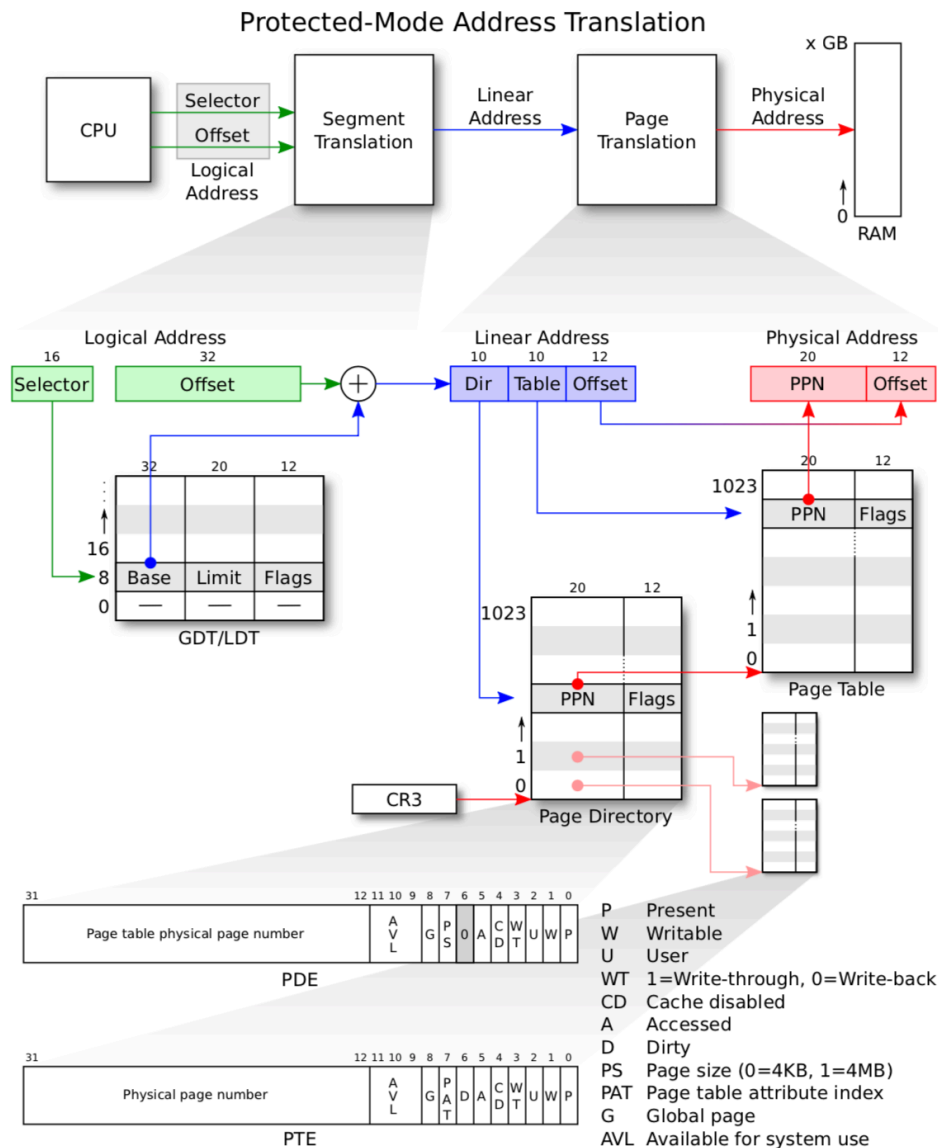 Protected-Mode Address Translation
x GB
CPU
Selector
Offset
Logical
Address
Segment
Translation
Linear
Address
Page
Translation
Physical
Address
0
RAM
Logical Address
16
32
Selector
Offset
+
Linear Address
10
10
12
Dir
Table
Offset
Physical Address
20
12
PPN
Offset
32
20
12
16
8
Base
Limit
Flags
0
—
—
—
GDT/LDT
20
12
1023
PPN
Flags
1
0
Page Table
20
12
1023
PPN
Flags
1
0
Page Directory
CR3
31
12 11 10 9 8 7 6 5 4 3 2 1 0
Page table physical page number
AVL
G
PS
0
A
CD
WT
U
W
P
PDE
31
12 11 10 9 8 7 6 5 4 3 2 1 0
Physical page number
AVL
G
PAT
D
A
CD
WT
U
W
P
PTE
P Present
W Writable
U User
WT 1=Write-through, 0=Write-back
CD Cache disabled
A Accessed
D Dirty
PS Page size (0=4KB, 1=4MB)
PAT Page table attribute index
G Global page
AVL Available for system use